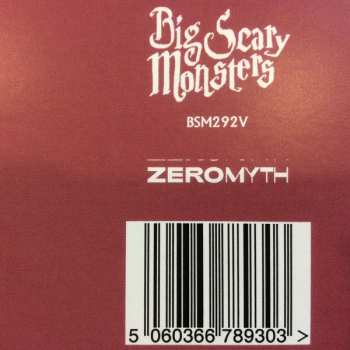 Big Scary
Monsters
BSM292V
ZEROMYTH
5 060366 789303 >